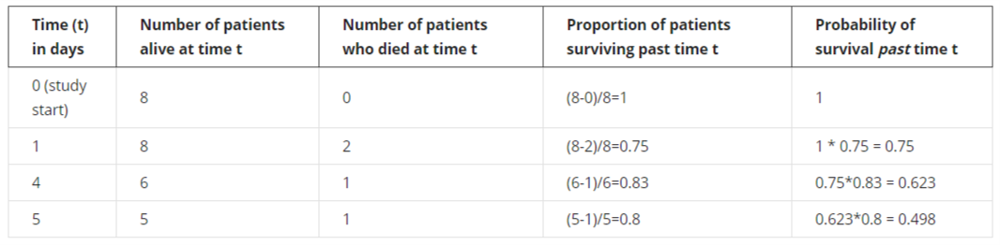 Time (t) in days | Number of patients alive at time t | Number of patients who died at time t | Proportion of patients surviving past time t | Probability of survival past time t
0 (study start) | 8 | 0 | (8-0)/8=1 | 1
1 | 8 | 2 | (8-2)/8=0.75 | 1 * 0.75 = 0.75
4 | 6 | 1 | (6-1)/6=0.83 | 0.75*0.83 = 0.623
5 | 5 | 1 | (5-1)/5=0.8 | 0.623*0.8 = 0.498